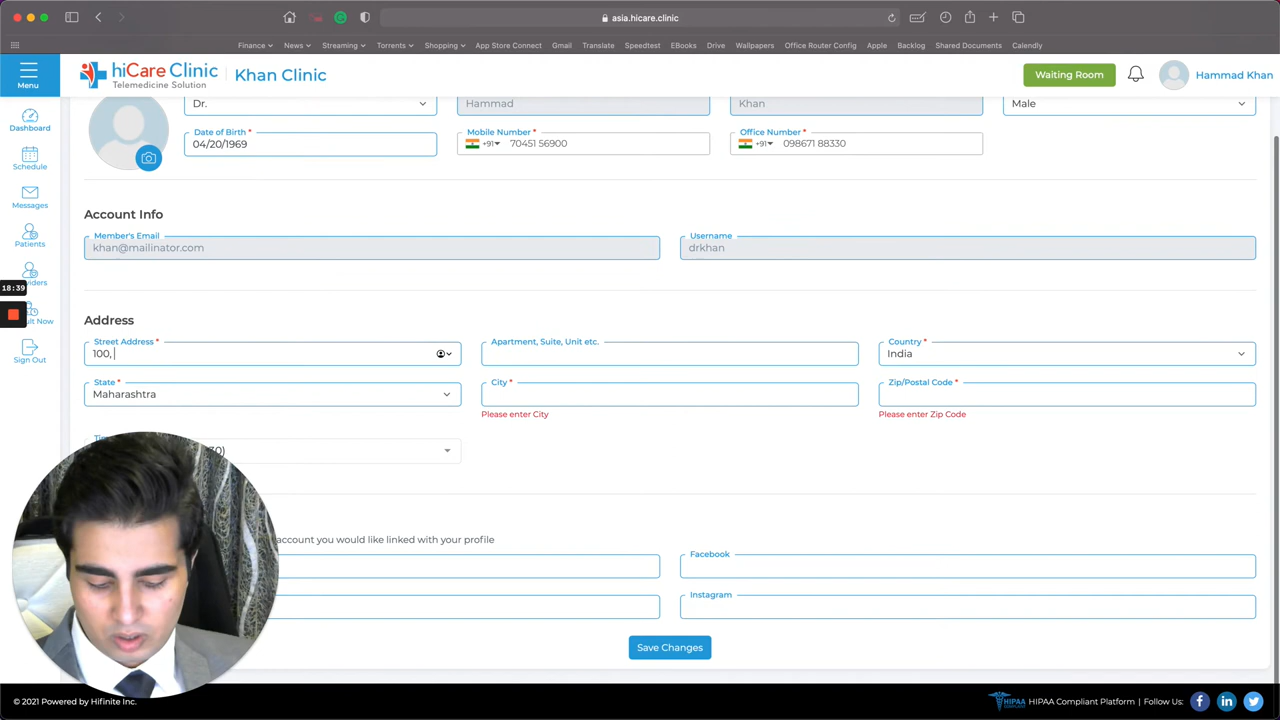 asia.hicare.clinic
Finance News Streaming Torrents Shopping App Store Connect Gmail Translate Speedtest EBooks Drive Wallpapers Office Router Config Apple Backlog Shared Documents Calendly
Menu
hiCare Clinic
Telemedicine Solution
Khan Clinic
Waiting Room
Hammad Khan
Dashboard
Schedule
Messages
Patients
Sign Out
18:39
Dr.
Hammad
Khan
Male
Date of Birth *
04/20/1969
Mobile Number *
+91 70451 56900
Office Number *
+91 098671 88330
Account Info
Member's Email
khan@mailinator.com
Username
drkhan
Address
Street Address *
100,
Apartment, Suite, Unit etc.
Country *
India
State *
Maharashtra
City *
Please enter City
Zip/Postal Code *
Please enter Zip Code
account you would like linked with your profile
Facebook
Instagram
Save Changes
© 2021 Powered by Hifinite Inc.
HIPAA Compliant Platform | Follow Us: